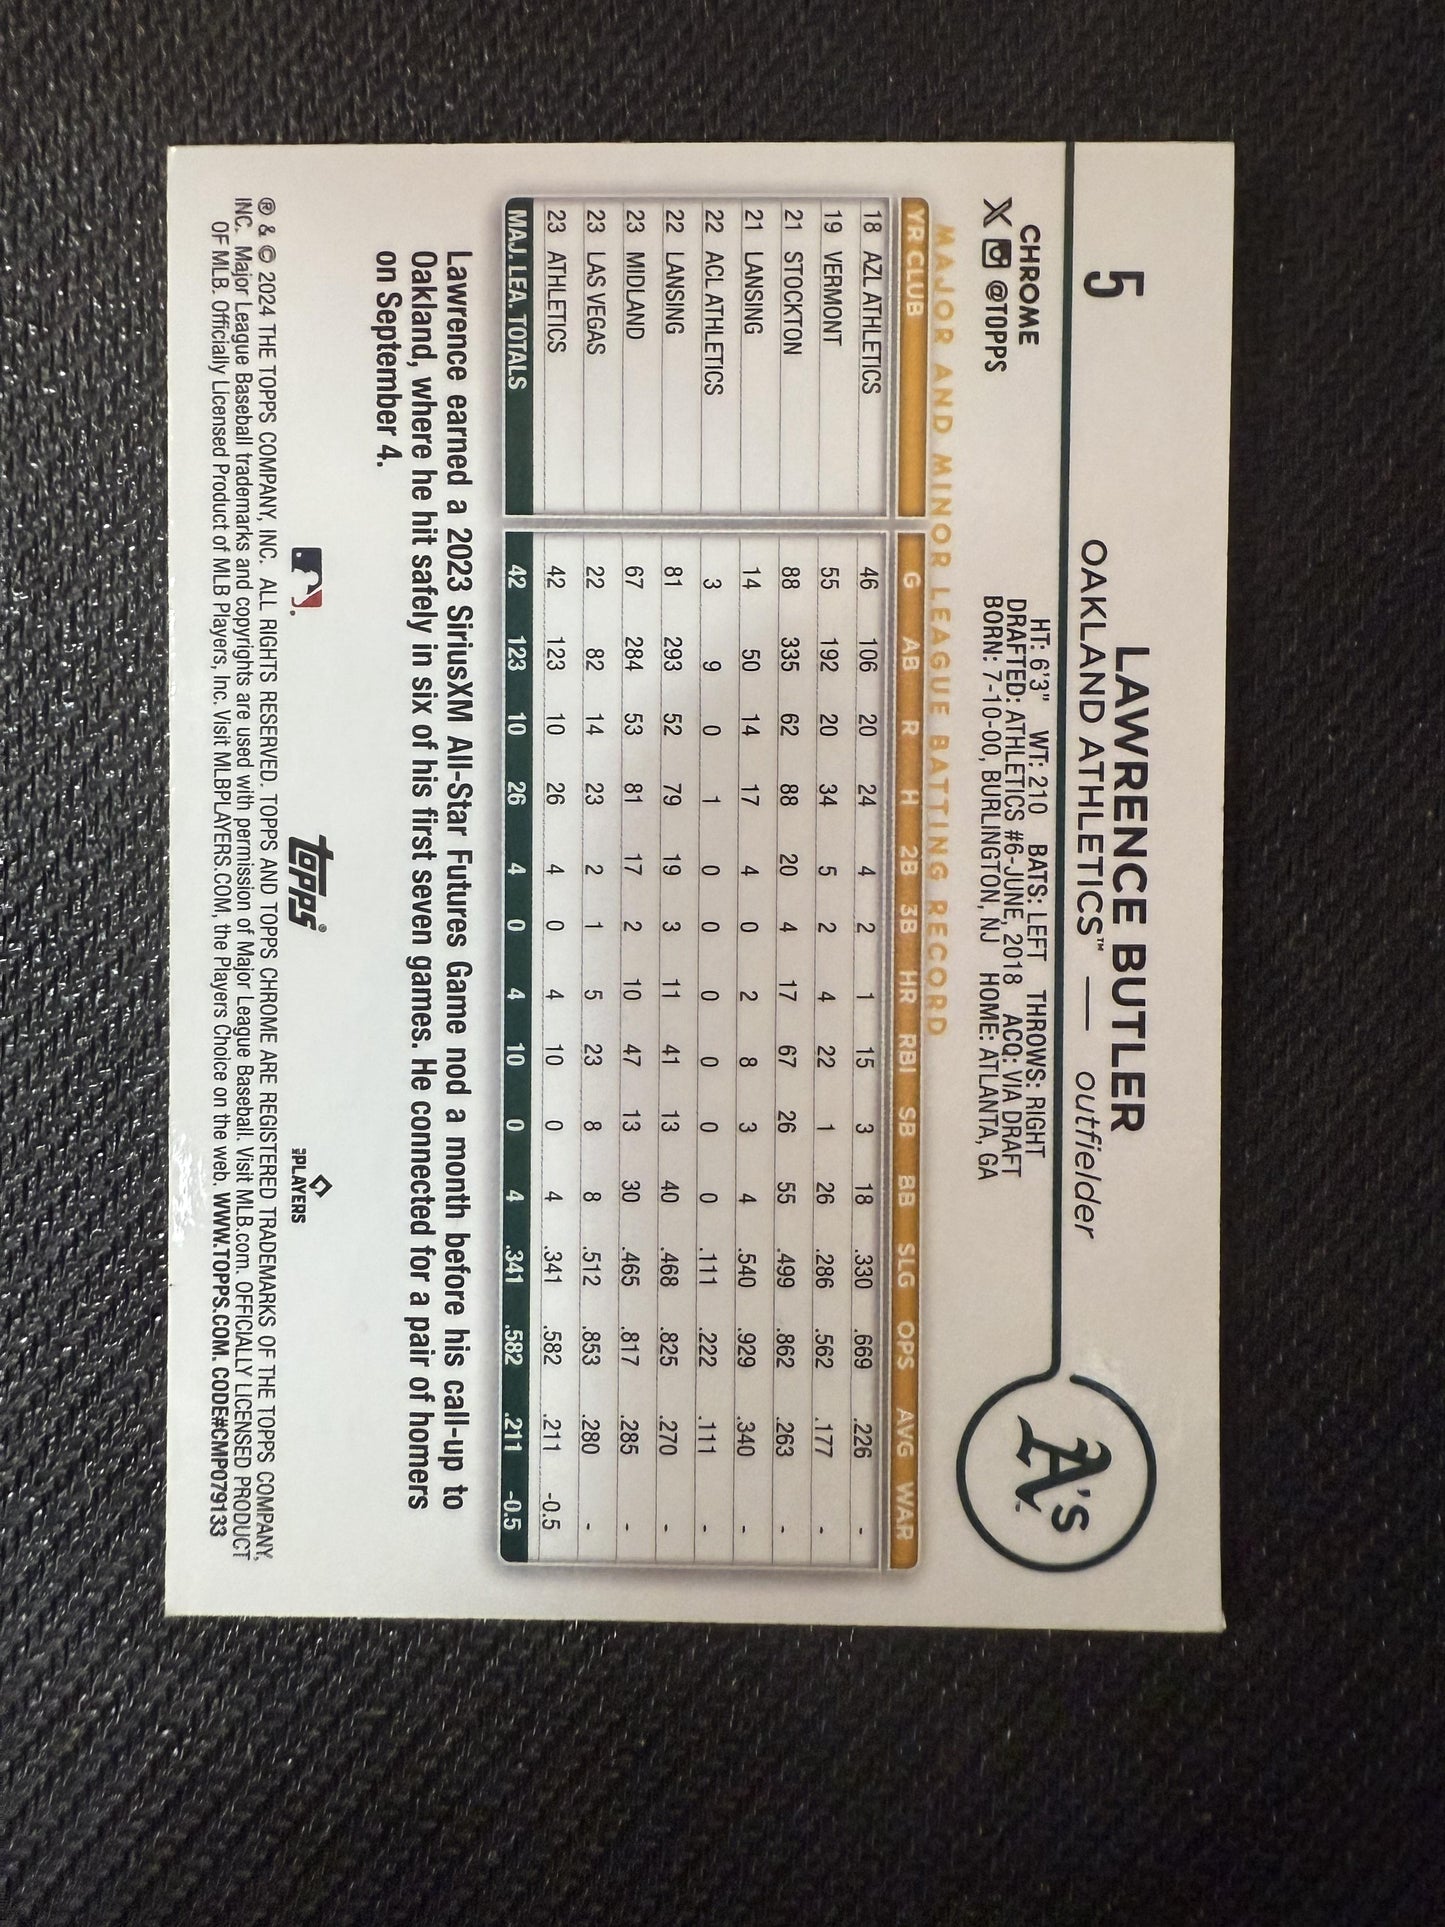 5
LAWRENCE BUTLER
OAKLAND ATHLETICS™ — outfielder
A's
CHROME
X @TOPPS
HT: 6'3" WT: 210 BATS: LEFT THROWS: RIGHT
DRAFTED: ATHLETICS #6-JUNE, 2018 ACQ: VIA DRAFT
BORN: 7-10-00, BURLINGTON, NJ HOME: ATLANTA, GA
MAJOR AND MINOR LEAGUE BATTING RECORD
YR CLUB G AB R H 2B 3B HR RBI SB BB SLG OPS AVG WAR
18 AZL ATHLETICS 46 106 20 24 4 2 1 15 3 18 .330 .669 .226 -
19 VERMONT 55 192 20 34 5 2 4 22 1 26 .286 .562 .177 -
21 STOCKTON 88 335 62 88 20 4 17 67 26 55 .499 .862 .263 -
21 LANSING 14 50 14 17 4 0 2 8 3 4 .540 .929 .340 -
22 ACL ATHLETICS 3 9 0 1 0 0 0 0 0 0 .111 .222 .111 -
22 LANSING 81 293 52 79 19 3 11 41 13 40 .468 .825 .270 -
23 MIDLAND 67 284 53 81 17 2 10 47 13 30 .465 .817 .285 -
23 LAS VEGAS 22 82 14 23 2 1 5 23 8 8 .512 .853 .280 -
23 ATHLETICS 42 123 10 26 4 0 4 10 0 4 .341 .582 .211 -0.5
MAJ. LEA. TOTALS 42 123 10 26 4 0 4 10 0 4 .341 .582 .211 -0.5
Lawrence earned a 2023 SiriusXM All-Star Futures Game nod a month before his call-up to
Oakland, where he hit safely in six of his first seven games. He connected for a pair of homers
on September 4.
topps®
MLBPLAYERS
® & © 2024 THE TOPPS COMPANY, INC. ALL RIGHTS RESERVED. TOPPS AND TOPPS CHROME ARE REGISTERED TRADEMARKS OF THE TOPPS COMPANY,
INC. Major League Baseball trademarks and copyrights are used with permission of Major League Baseball. Visit MLB.com. OFFICIALLY LICENSED PRODUCT
OF MLB. Officially Licensed Product of MLB Players, Inc. Visit MLBPLAYERS.COM, the Players Choice on the web. WWW.TOPPS.COM. CODE#CMP079133